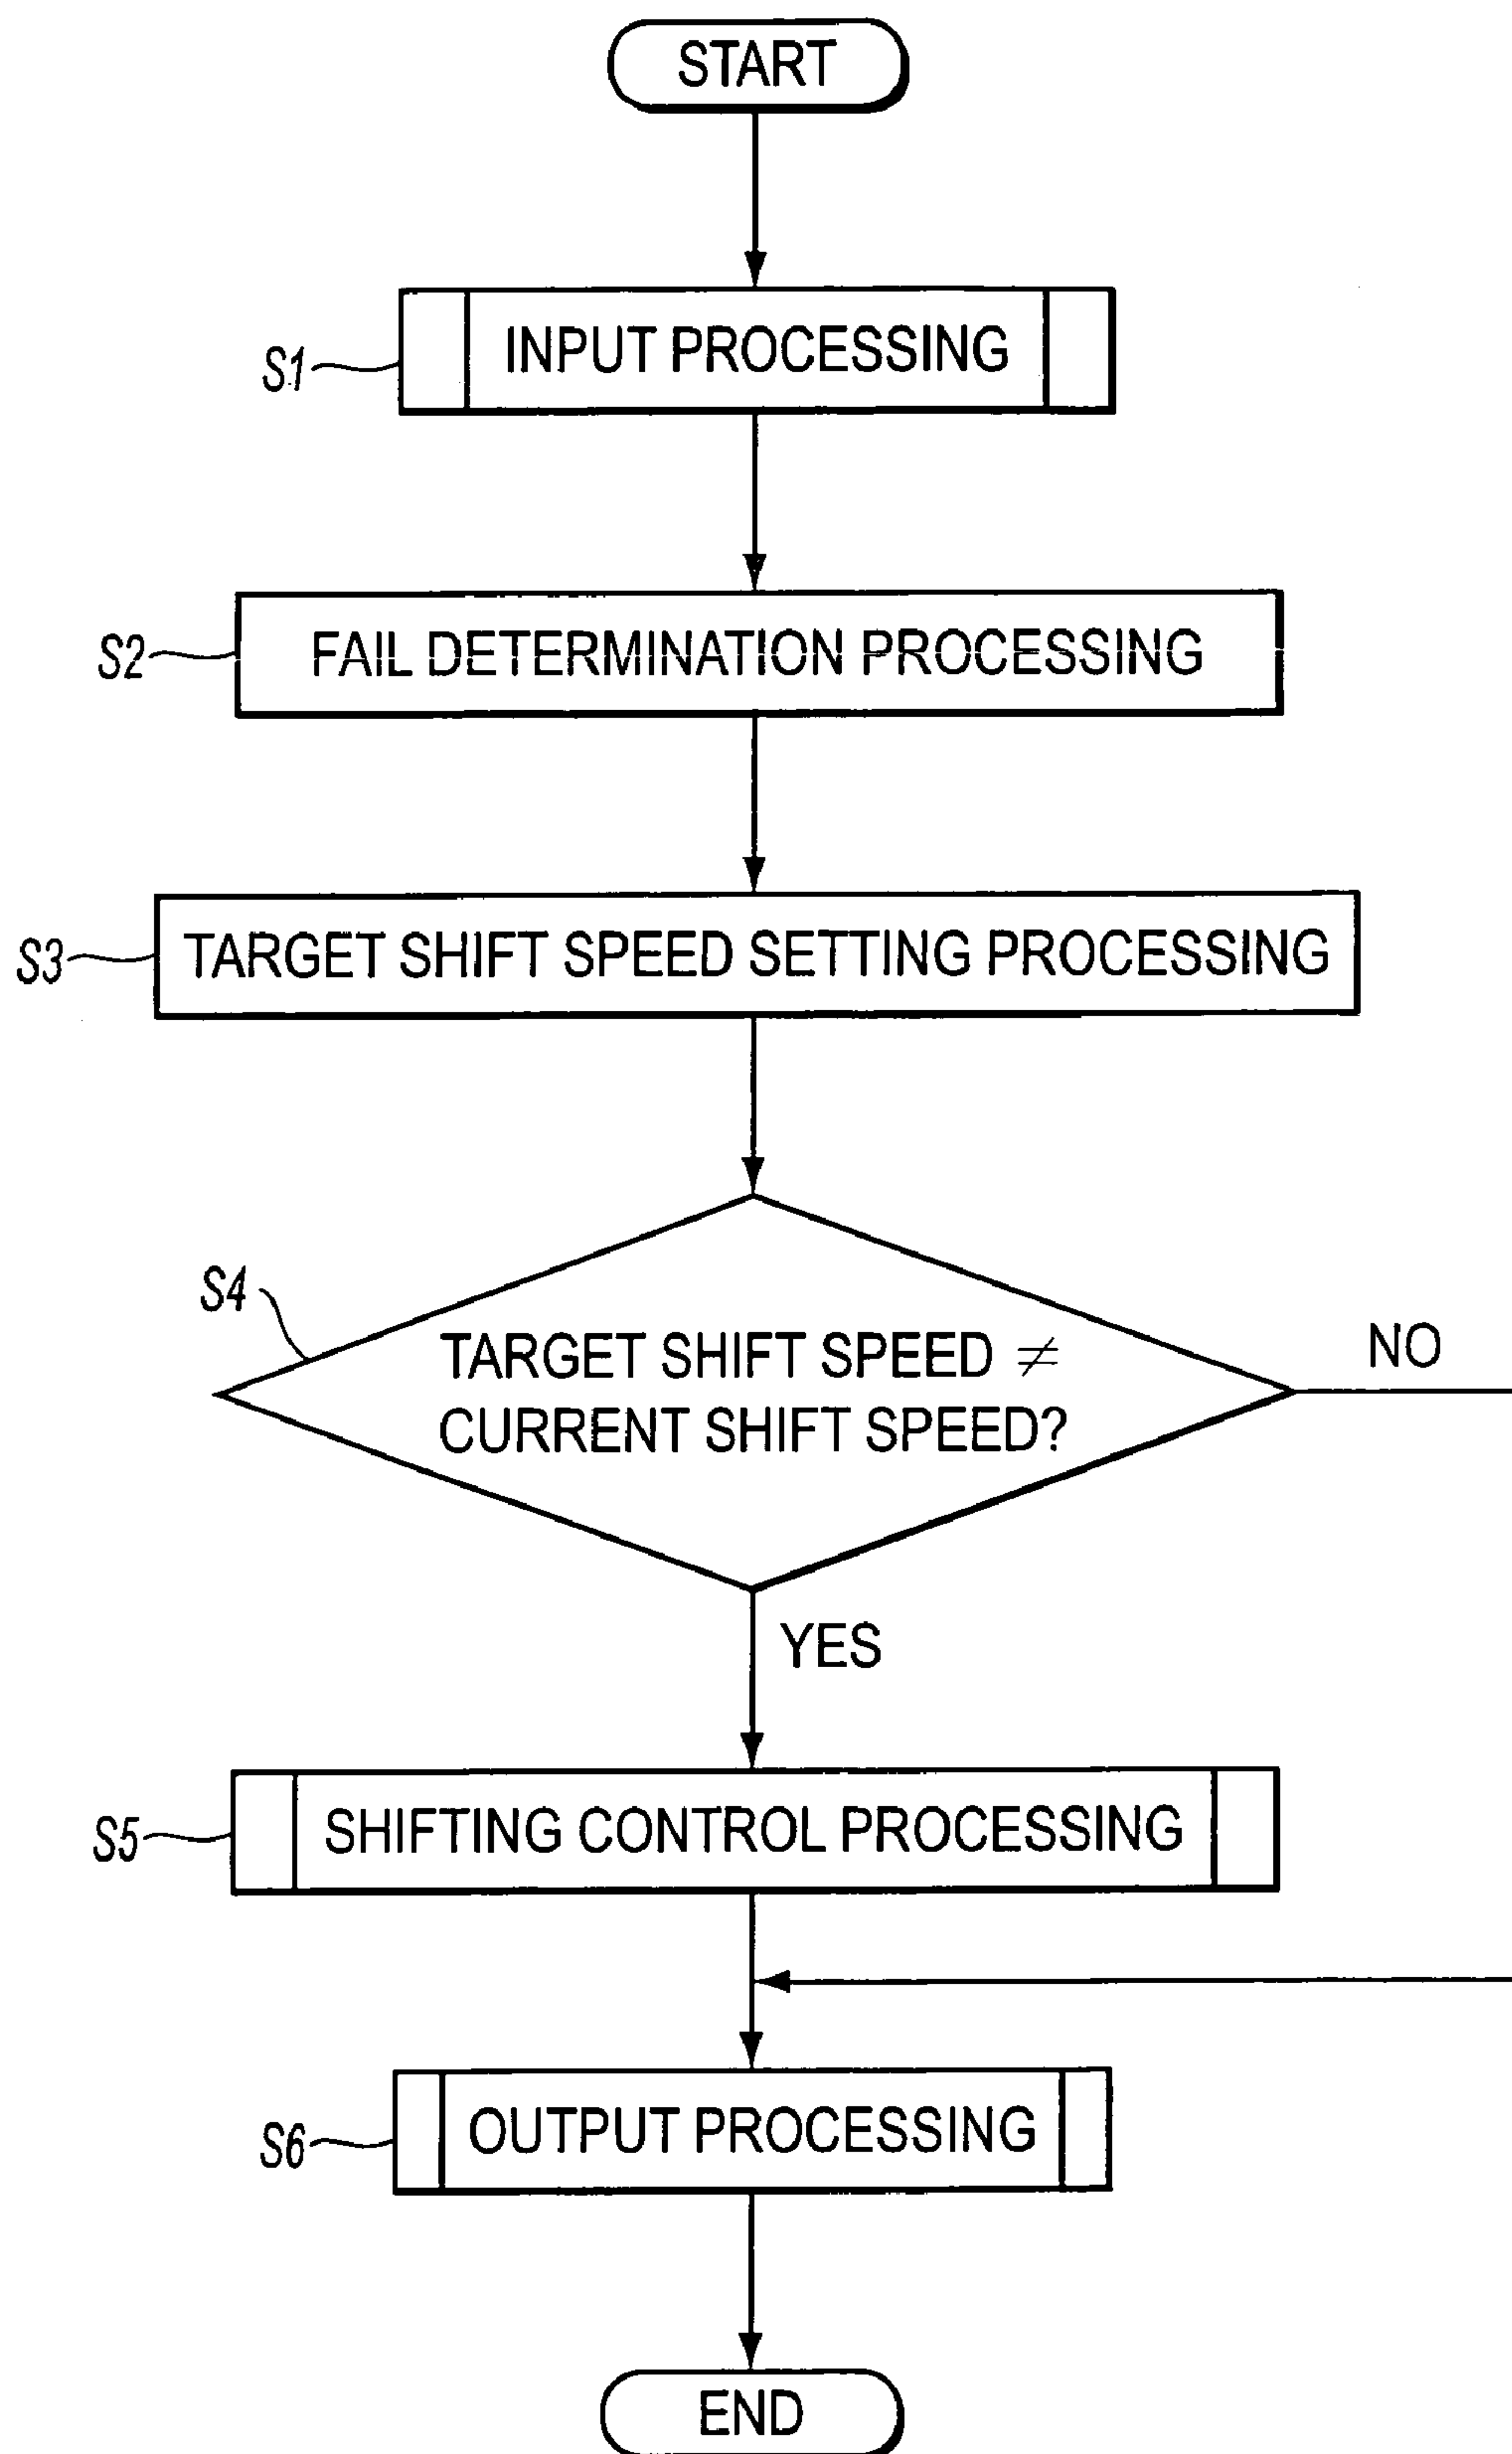 START
S1
INPUT PROCESSING
S2
FAIL DETERMINATION PROCESSING
S3
TARGET SHIFT SPEED SETTING PROCESSING
S4
TARGET SHIFT SPEED ≠
CURRENT SHIFT SPEED?
NO
YES
S5
SHIFTING CONTROL PROCESSING
S6
OUTPUT PROCESSING
END